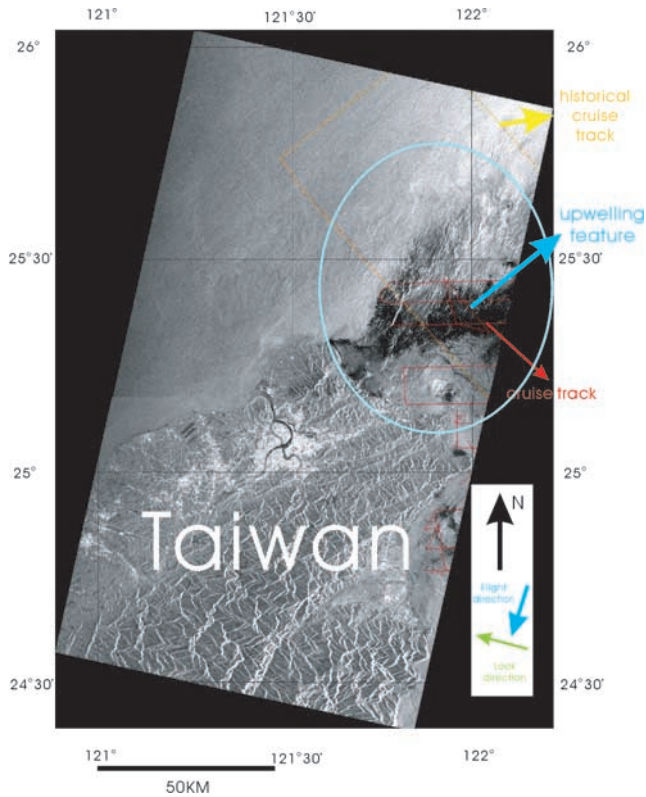 121°
121°30'
122°
26°
26°
historical
cruise
track
upwelling
feature
25°30'
25°30'
cruise track
25°
25°
Taiwan
N
Flight
direction
Look
direction
24°30'
24°30'
121°
121°30'
122°
50KM